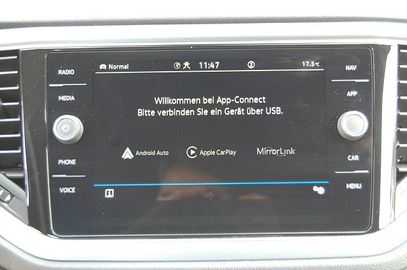 Normal 11:47 17.5°C
RADIO
NAV
MEDIA
APP
Willkommen bei App-Connect
Bitte verbinden Sie ein Gerät über USB.
Android Auto Apple CarPlay MirrorLink
PHONE
CAR
VOICE
MENU